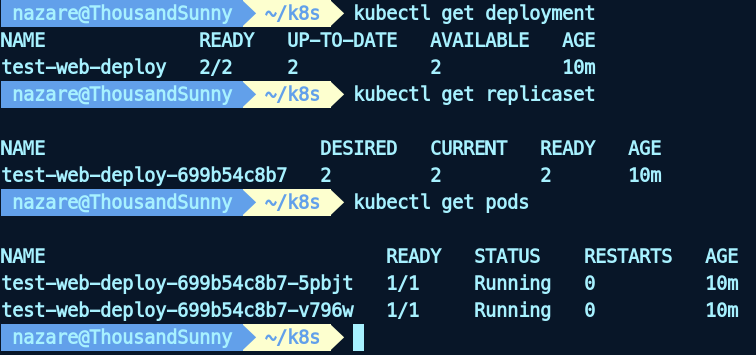 nazare@ThousandSunny ~/k8s kubectl get deployment
NAME READY UP-TO-DATE AVAILABLE AGE
test-web-deploy 2/2 2 2 10m
nazare@ThousandSunny ~/k8s kubectl get replicaset
NAME DESIRED CURRENT READY AGE
test-web-deploy-699b54c8b7 2 2 2 10m
nazare@ThousandSunny ~/k8s kubectl get pods
NAME READY STATUS RESTARTS AGE
test-web-deploy-699b54c8b7-5pbjt 1/1 Running 0 10m
test-web-deploy-699b54c8b7-v796w 1/1 Running 0 10m
nazare@ThousandSunny ~/k8s